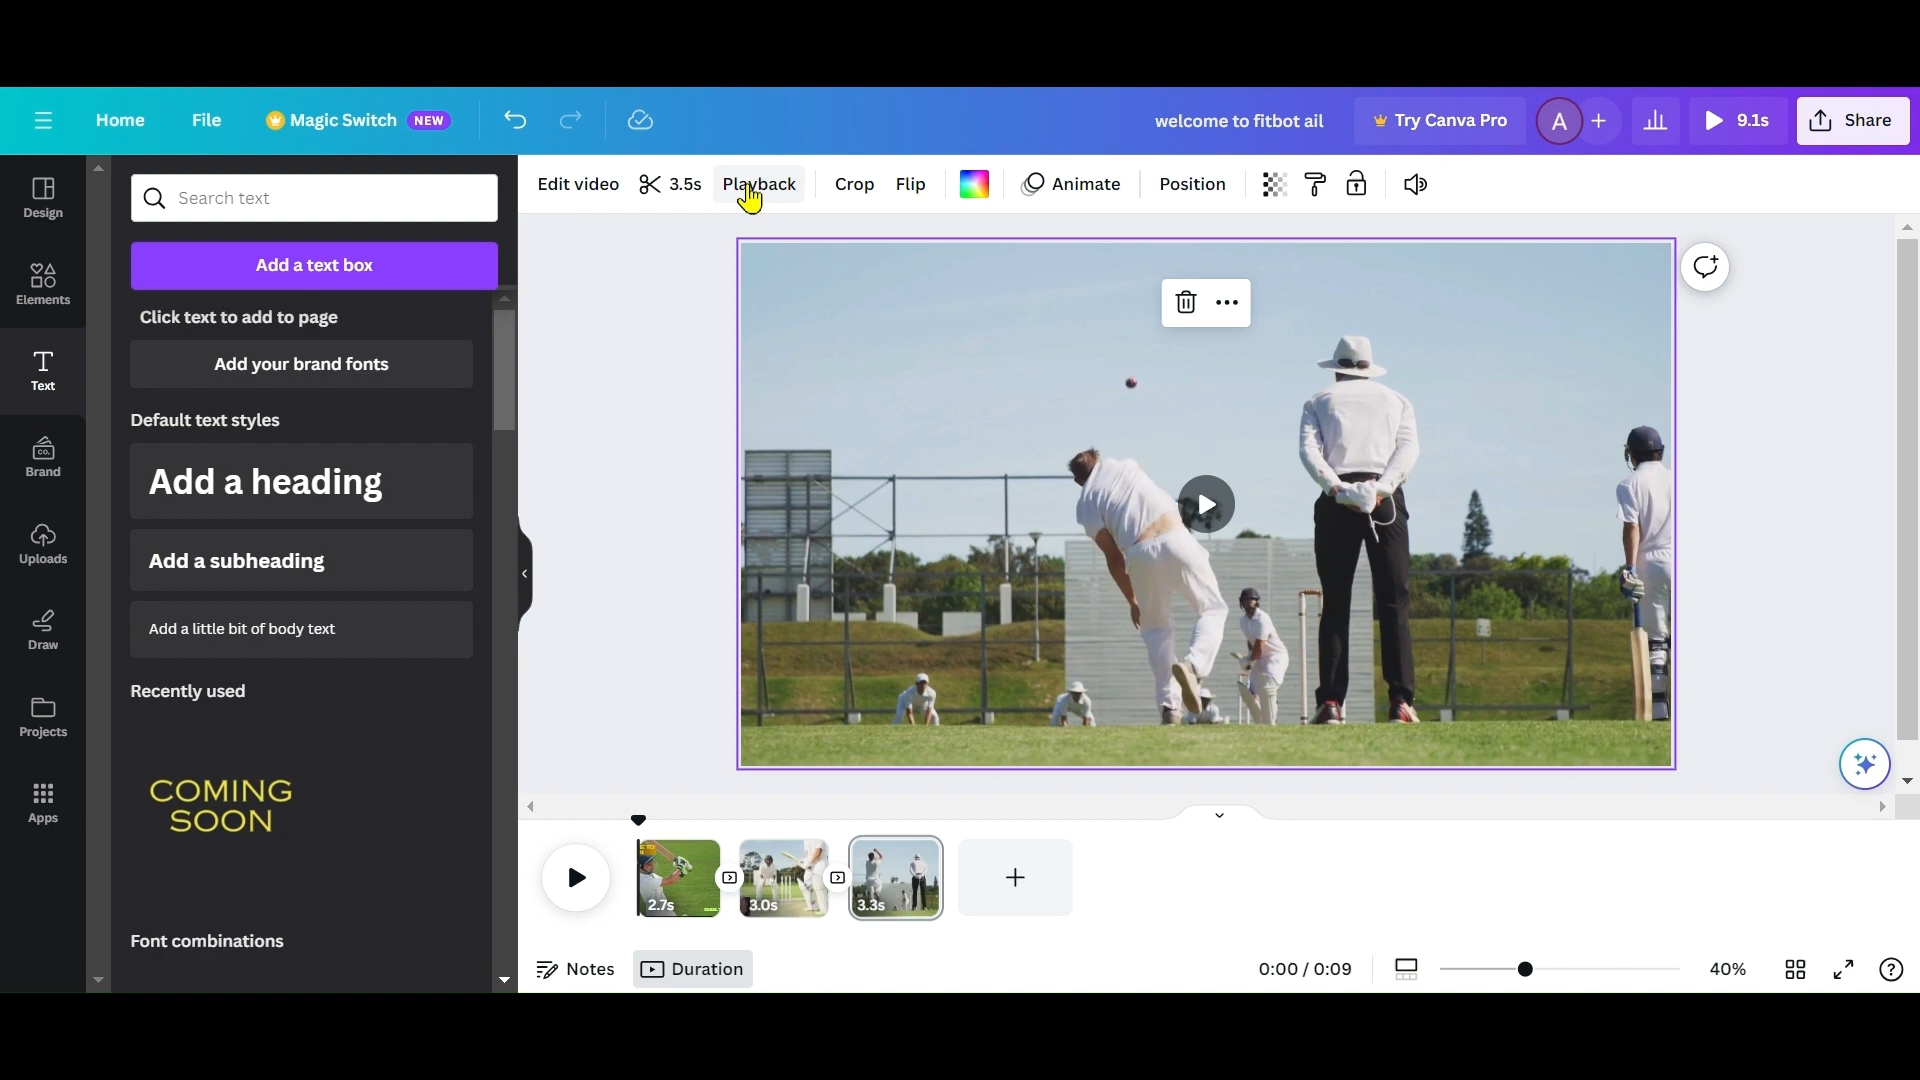 Home
File
Magic Switch NEW
welcome to fitbot ail
Try Canva Pro
A
9.1s
Share
Design
Elements
Text
Brand
CO.
Uploads
Draw
Projects
Apps
Search text
Add a text box
Click text to add to page
Add your brand fonts
Default text styles
Add a heading
Add a subheading
Add a little bit of body text
Recently used
COMING
SOON
Font combinations
Edit video
3.5s
Playback
Crop
Flip
Animate
Position
2.7s
3.0s
3.3s
Notes
Duration
0:00 / 0:09
40%